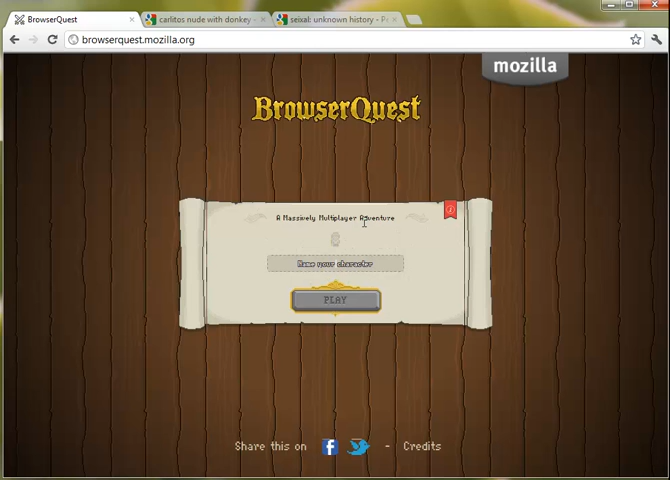 BrowserQuest
carlitos nude with donkey -
seixal: unknown history - P
browserquest.mozilla.org
mozilla
BrowserQuest
A Massively Multiplayer Adventure
Name your character
PLAY
Share this on
- Credits